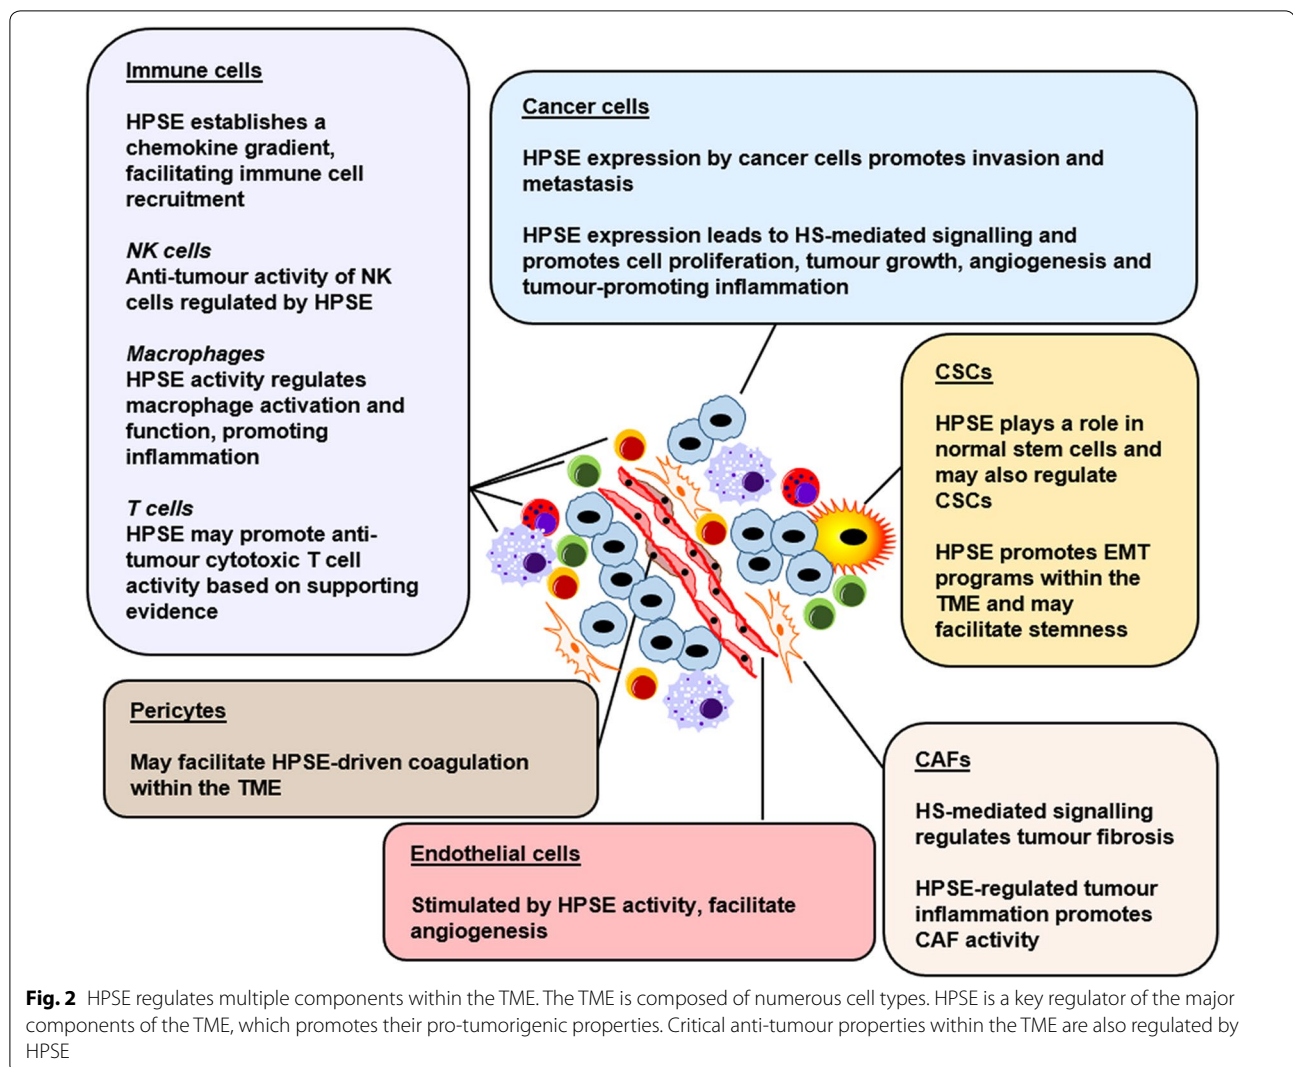 Immune cells
HPSE establishes a
chemokine gradient,
facilitating immune cell
recruitment
NK cells
Anti-tumour activity of NK
cells regulated by HPSE
Macrophages
HPSE activity regulates
macrophage activation and
function, promoting
inflammation
T cells
HPSE may promote anti-
tumour cytotoxic T cell
activity based on supporting
evidence
Cancer cells
HPSE expression by cancer cells promotes invasion and
metastasis
HPSE expression leads to HS-mediated signalling and
promotes cell proliferation, tumour growth, angiogenesis and
tumour-promoting inflammation
CSCs
HPSE plays a role in
normal stem cells and
may also regulate
CSCs
HPSE promotes EMT
programs within the
TME and may
facilitate stemness
Pericytes
May facilitate HPSE-driven coagulation
within the TME
Endothelial cells
Stimulated by HPSE activity, facilitate
angiogenesis
CAFs
HS-mediated signalling
regulates tumour fibrosis
HPSE-regulated tumour
inflammation promotes
CAF activity
Fig. 2 HPSE regulates multiple components within the TME. The TME is composed of numerous cell types. HPSE is a key regulator of the major
components of the TME, which promotes their pro-tumorigenic properties. Critical anti-tumour properties within the TME are also regulated by
HPSE